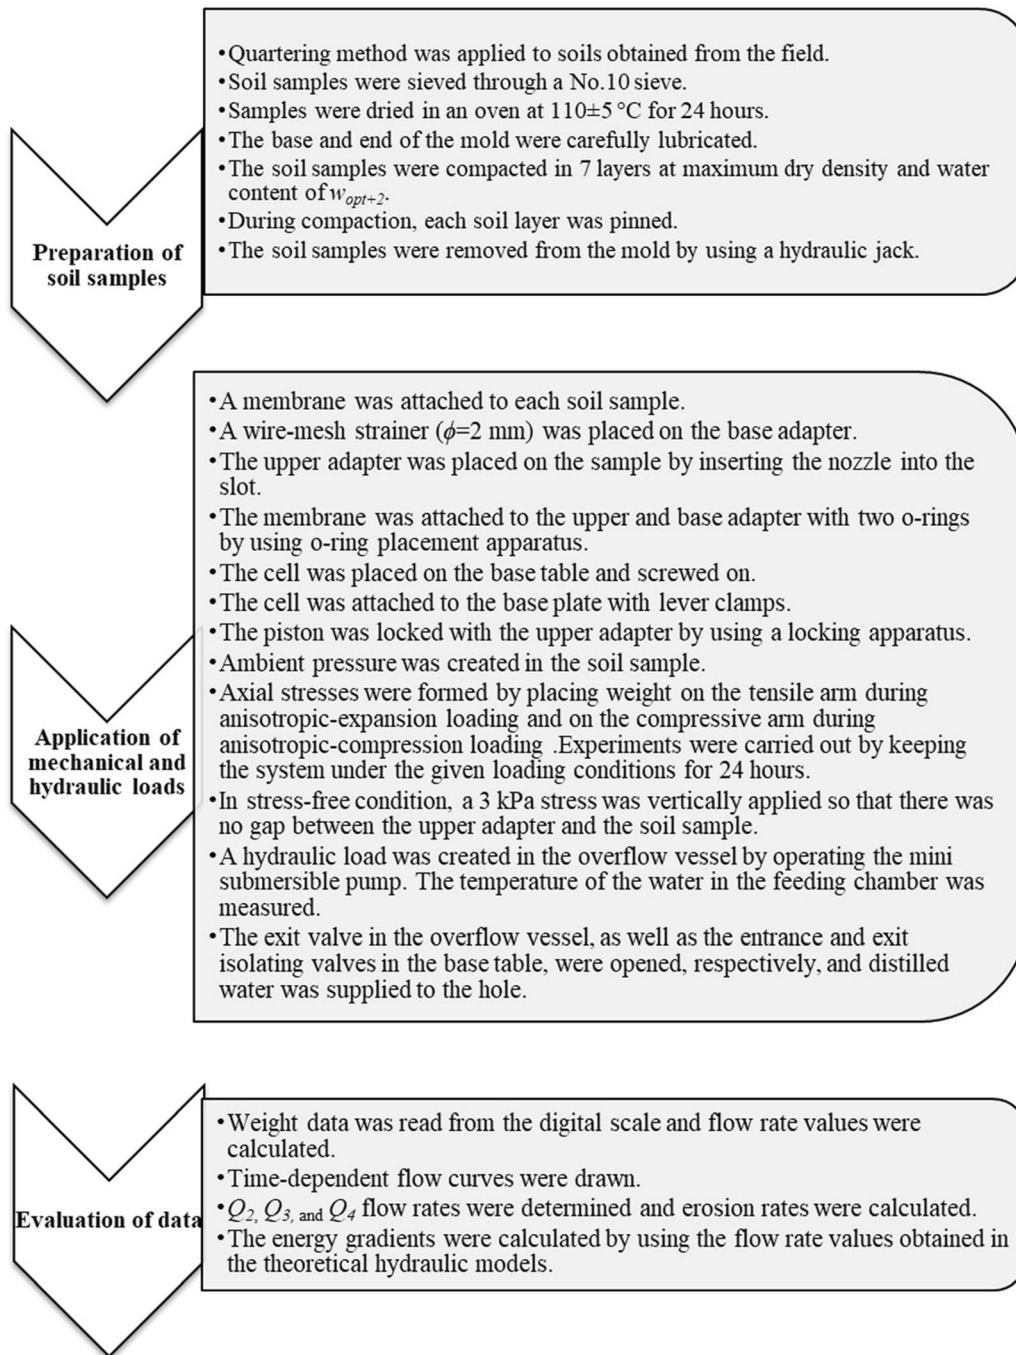 •Quartering method was applied to soils obtained from the field.
•Soil samples were sieved through a No.10 sieve.
•Samples were dried in an oven at 110±5 °C for 24 hours.
•The base and end of the mold were carefully lubricated.
•The soil samples were compacted in 7 layers at maximum dry density and water
content of wopt+2.
•During compaction, each soil layer was pinned.
•The soil samples were removed from the mold by using a hydraulic jack.
Preparation of
soil samples
•A membrane was attached to each soil sample.
•A wire-mesh strainer (ϕ=2 mm) was placed on the base adapter.
•The upper adapter was placed on the sample by inserting the nozzle into the
slot.
•The membrane was attached to the upper and base adapter with two o-rings
by using o-ring placement apparatus.
•The cell was placed on the base table and screwed on.
•The cell was attached to the base plate with lever clamps.
•The piston was locked with the upper adapter by using a locking apparatus.
•Ambient pressure was created in the soil sample.
•Axial stresses were formed by placing weight on the tensile arm during
anisotropic-expansion loading and on the compressive arm during
anisotropic-compression loading .Experiments were carried out by keeping
the system under the given loading conditions for 24 hours.
•In stress-free condition, a 3 kPa stress was vertically applied so that there was
no gap between the upper adapter and the soil sample.
•A hydraulic load was created in the overflow vessel by operating the mini
submersible pump. The temperature of the water in the feeding chamber was
measured.
•The exit valve in the overflow vessel, as well as the entrance and exit
isolating valves in the base table, were opened, respectively, and distilled
water was supplied to the hole.
Application of
mechanical and
hydraulic loads
•Weight data was read from the digital scale and flow rate values were
calculated.
•Time-dependent flow curves were drawn.
•Q2, Q3, and Q4 flow rates were determined and erosion rates were calculated.
•The energy gradients were calculated by using the flow rate values obtained in
the theoretical hydraulic models.
Evaluation of data